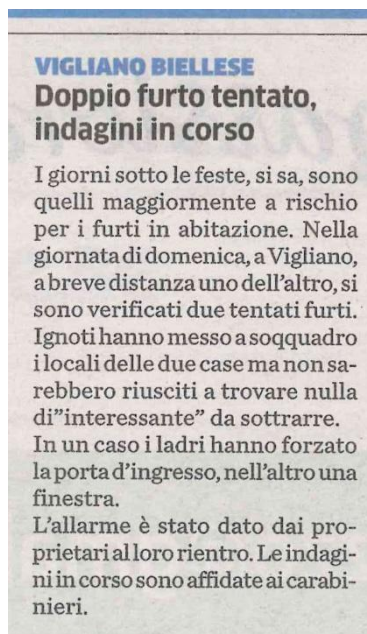 VIGLIANO BIELLESE
Doppio furto tentato,
indagini in corso
I giorni sotto le feste, si sa, sono
quelli maggiormente a rischio
per i furti in abitazione. Nella
giornata di domenica, a Vigliano,
a breve distanza uno dell'altro, si
sono verificati due tentati furti.
Ignoti hanno messo a soqquadro
i locali delle due case ma non sa-
rebbero riusciti a trovare nulla
di"interessante" da sottrarre.
In un caso i ladri hanno forzato
la porta d'ingresso, nell'altro una
finestra.
L'allarme è stato dato dai pro-
prietari al loro rientro. Le indagi-
ni in corso sono affidate ai carabi-
nieri.